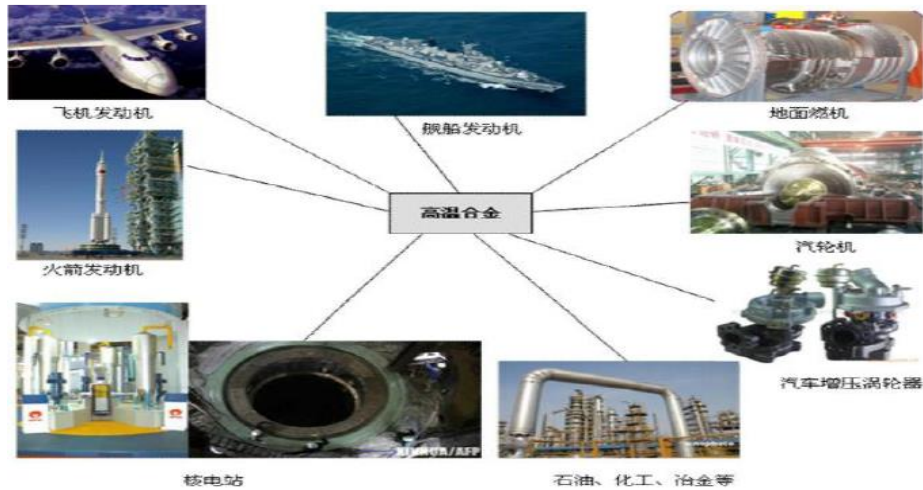 飞机发动机
舰船发动机
地面燃机
高温合金
火箭发动机
汽轮机
汽车增压涡轮器
XINHUA/AFP
核电站
石油、化工、冶金等